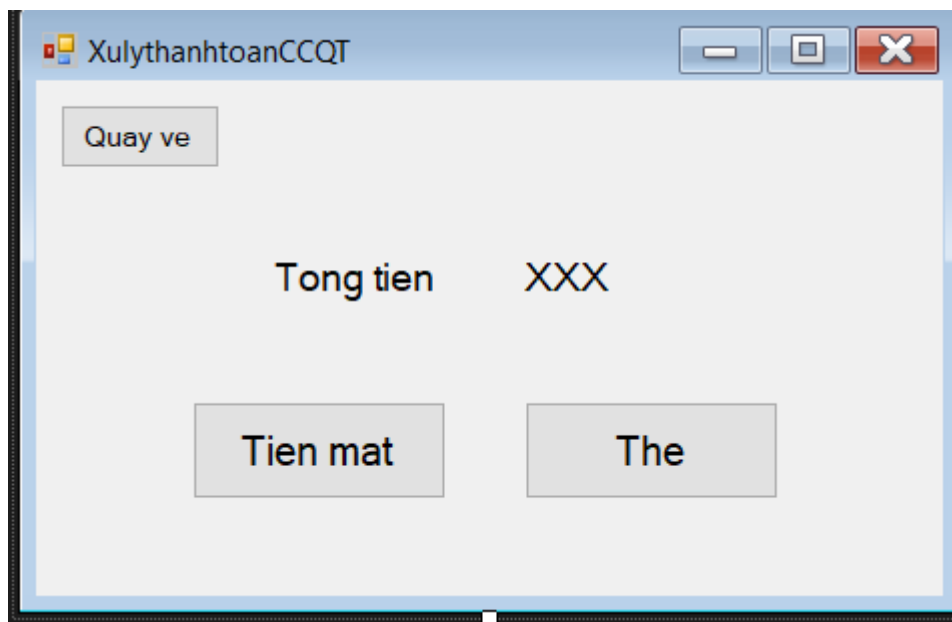 XulythanhtoanCCQT
Quay ve
Tong tien XXX
Tien mat The